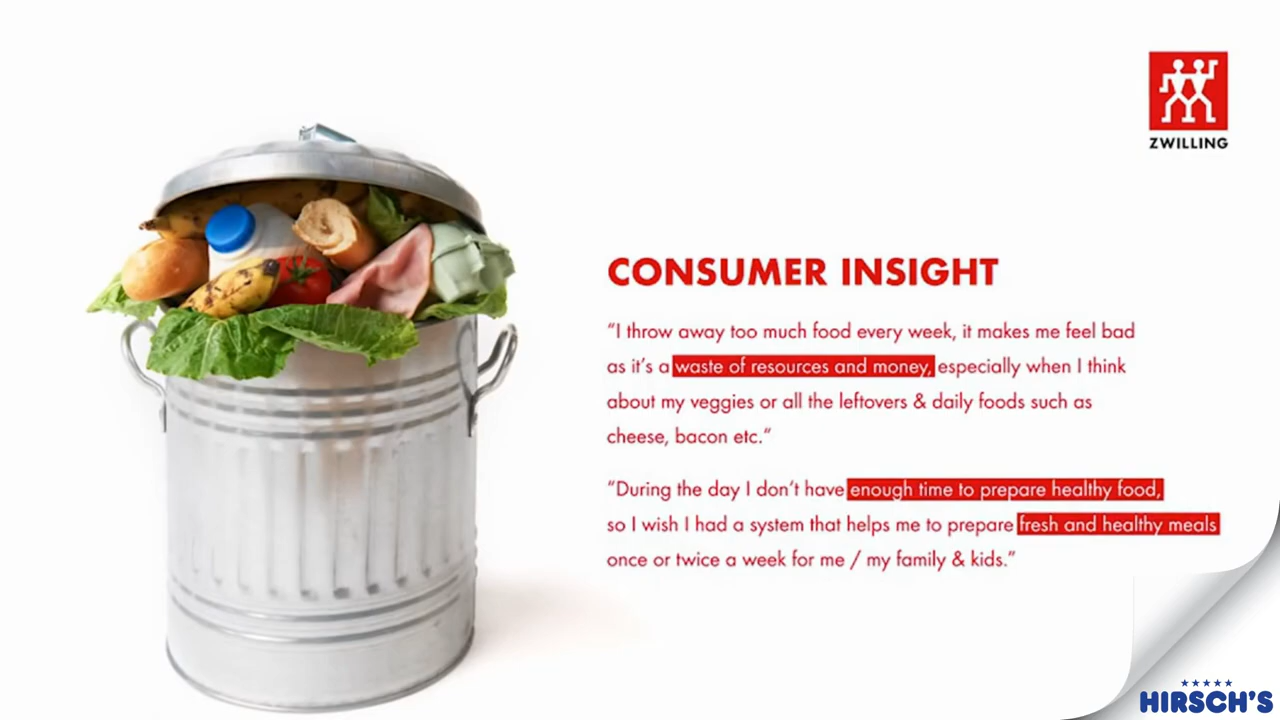 ZWILLING
CONSUMER INSIGHT
“I throw away too much food every week, it makes me feel bad
as it’s a waste of resources and money, especially when I think
about my veggies or all the leftovers & daily foods such as
cheese, bacon etc.“
“During the day I don’t have enough time to prepare healthy food,
so I wish I had a system that helps me to prepare fresh and healthy meals
once or twice a week for me / my family & kids.”
HIRSCH'S